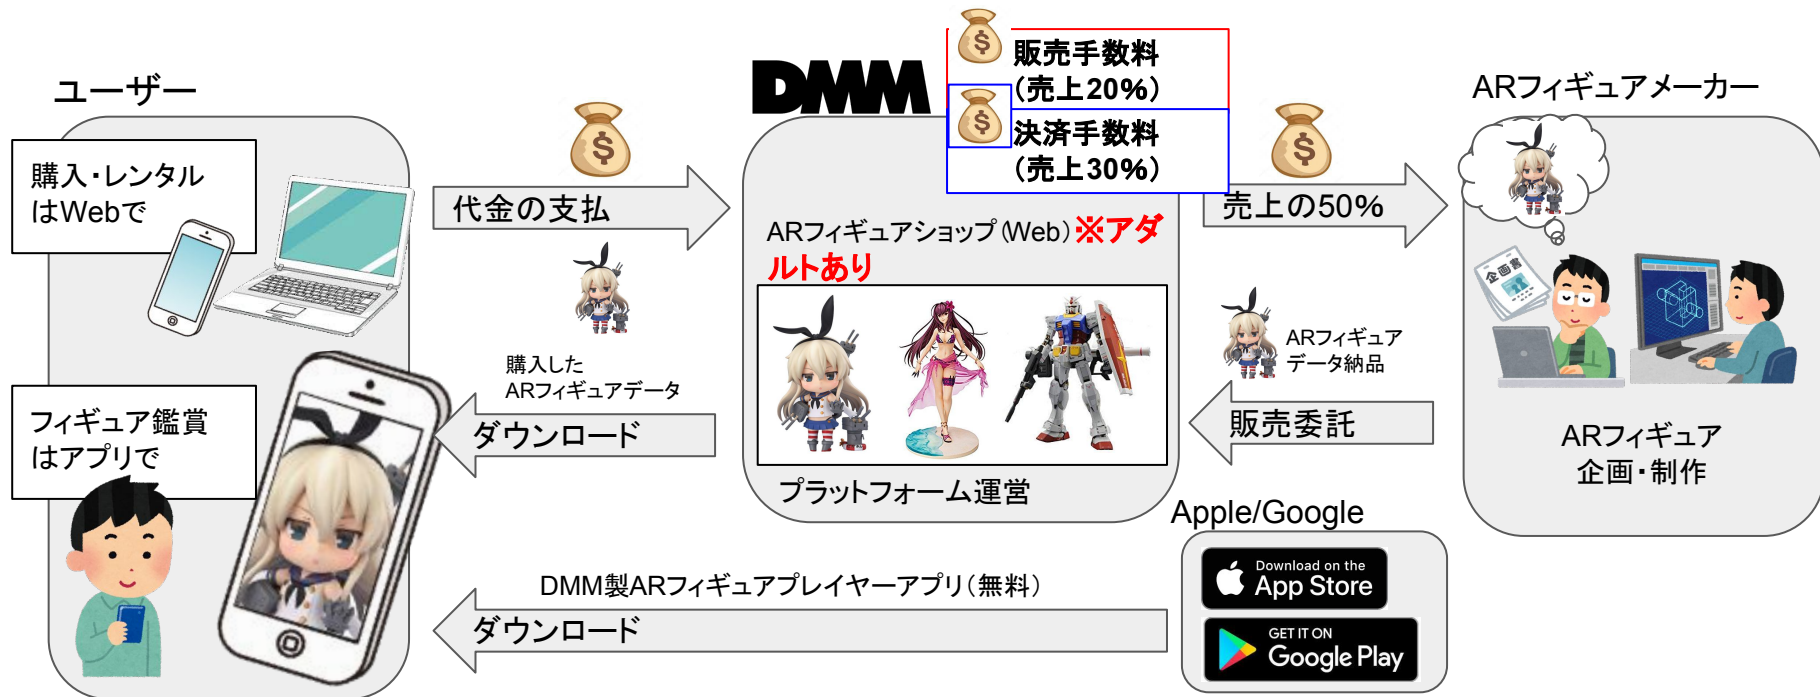 ユーザー
購入・レンタル
はWebで
フィギュア鑑賞
はアプリで
代金の支払
購入した
ARフィギュアデータ
ダウンロード
DMM
販売手数料
(売上20%)
決済手数料
(売上30%)
ARフィギュアショップ(Web)※アダ
ルトあり
プラットフォーム運営
売上の50%
ARフィギュア
データ納品
販売委託
ARフィギュアメーカー
企画書
ARフィギュア
企画・制作
Apple/Google
Download on the
App Store
GET IT ON
Google Play
DMM製ARフィギュアプレイヤーアプリ(無料)
ダウンロード